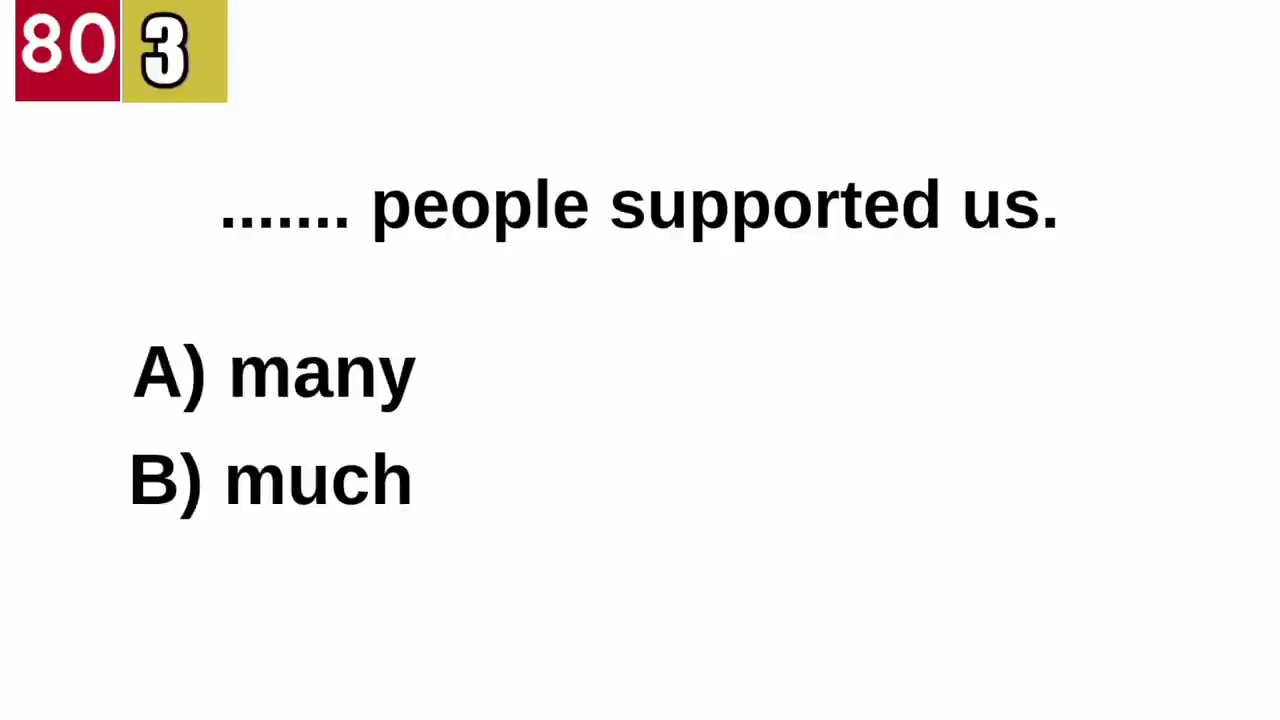 80 3
....... people supported us.
A) many
B) much